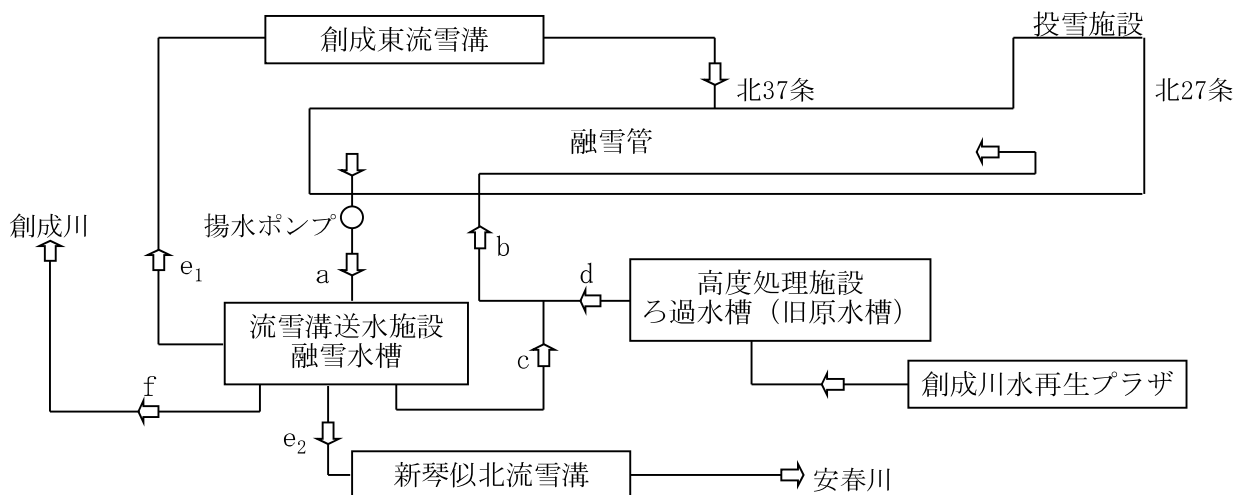 創成東流雪溝
投雪施設
北37条
北27条
融雪管
創成川
揚水ポンプ
e₁
a
b
d
高度処理施設
ろ過水槽（旧原水槽）
流雪溝送水施設
融雪水槽
c
f
創成川水再生プラザ
e₂
新琴似北流雪溝
安春川